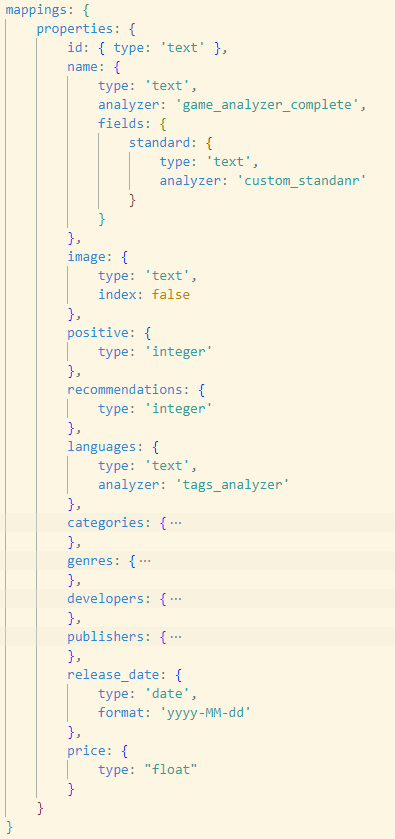 mappings: {
properties: {
id: { type: 'text' },
name: {
type: 'text',
analyzer: 'game_analyzer_complete',
fields: {
standard: {
type: 'text',
analyzer: 'custom_standanr'
}
}
},
image: {
type: 'text',
index: false
},
positive: {
type: 'integer'
},
recommendations: {
type: 'integer'
},
languages: {
type: 'text',
analyzer: 'tags_analyzer'
},
categories: {···
},
genres: {···
},
developers: {···
},
publishers: {···
},
release_date: {
type: 'date',
format: 'yyyy-MM-dd'
},
price: {
type: "float"
}
}
}